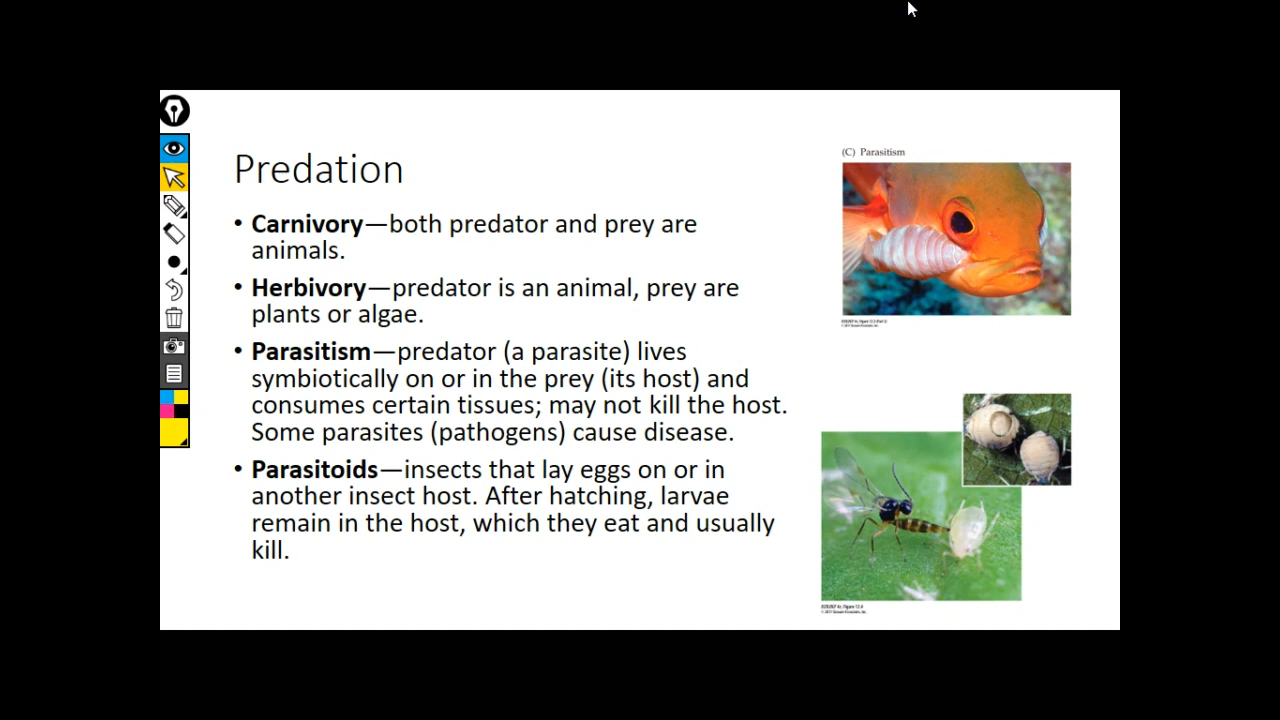 Predation
• Carnivory—both predator and prey are
animals.
• Herbivory—predator is an animal, prey are
plants or algae.
• Parasitism—predator (a parasite) lives
symbiotically on or in the prey (its host) and
consumes certain tissues; may not kill the host.
Some parasites (pathogens) cause disease.
• Parasitoids—insects that lay eggs on or in
another insect host. After hatching, larvae
remain in the host, which they eat and usually
kill.
(C) Parasitism